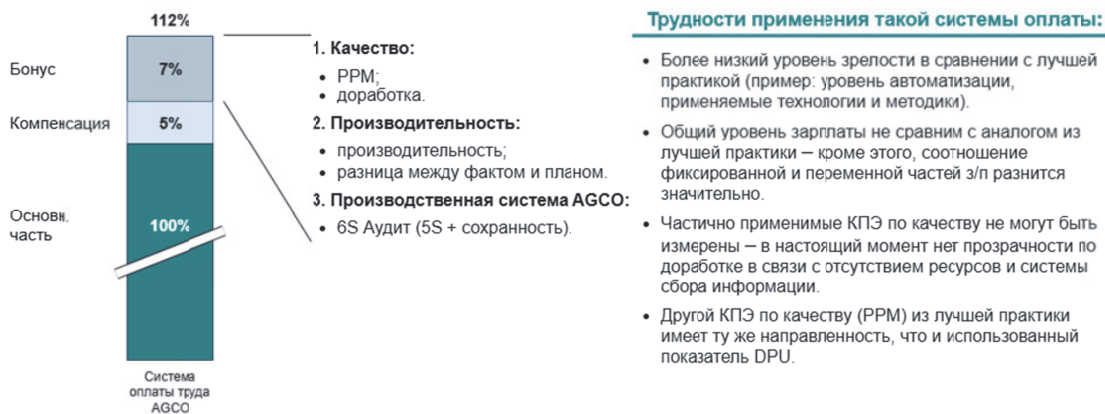 112%
Бонус
7%
Компенсация
5%
Основн.
часть
100%
Система
оплаты труда
AGCO
1. Качество:
• PPM;
• доработка.
2. Производительность:
• производительность;
• разница между фактом и планом.
3. Производственная система AGCO:
• 6S Аудит (5S + сохранность).
Трудности применения такой системы оплаты:
• Более низкий уровень зрелости в сравнении с лучшей
практикой (пример: уровень автоматизации,
применяемые технологии и методики).
• Общий уровень зарплаты не сравним с аналогом из
лучшей практики – кроме этого, соотношение
фиксированной и переменной частей з/п разнится
значительно.
• Частично применимые КПЭ по качеству не могут быть
измерены – в настоящий момент нет прозрачности по
доработке в связи с отсутствием ресурсов и системы
сбора информации.
• Другой КПЭ по качеству (PPM) из лучшей практики
имеет ту же направленность, что и использованный
показатель DPU.